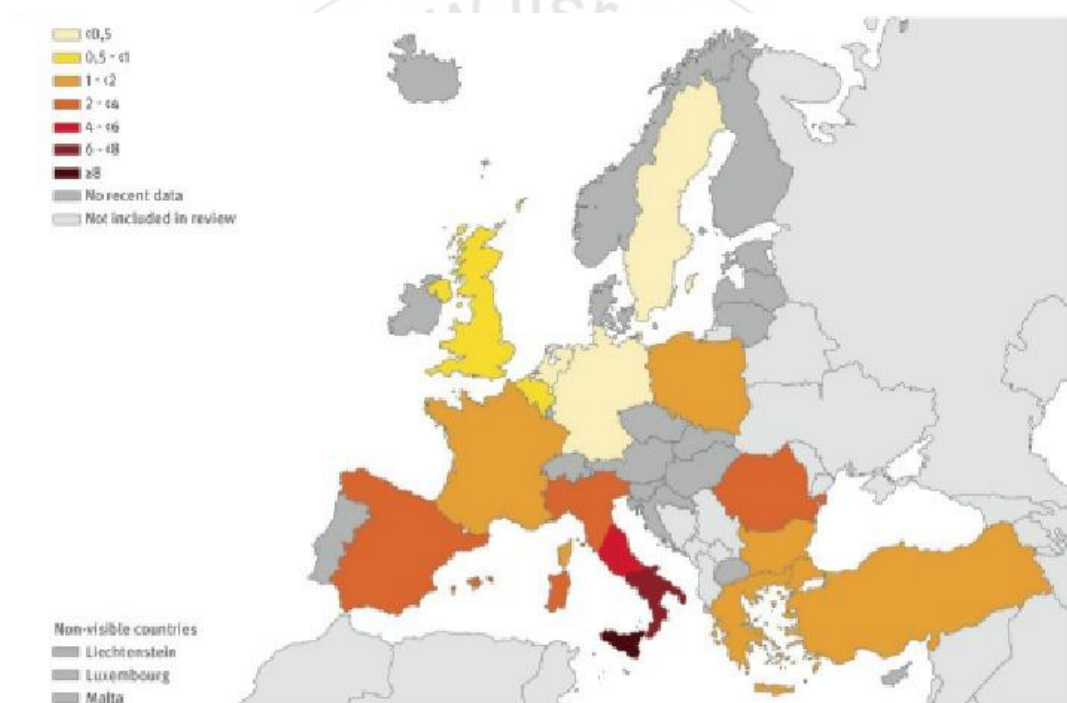 <0,5
0,5 - <1
1 - <2
2 - <4
4 - <6
6 - <8
≥8
No recent data
Not included in review
Non-visible countries
Liechtenstein
Luxembourg
Malta